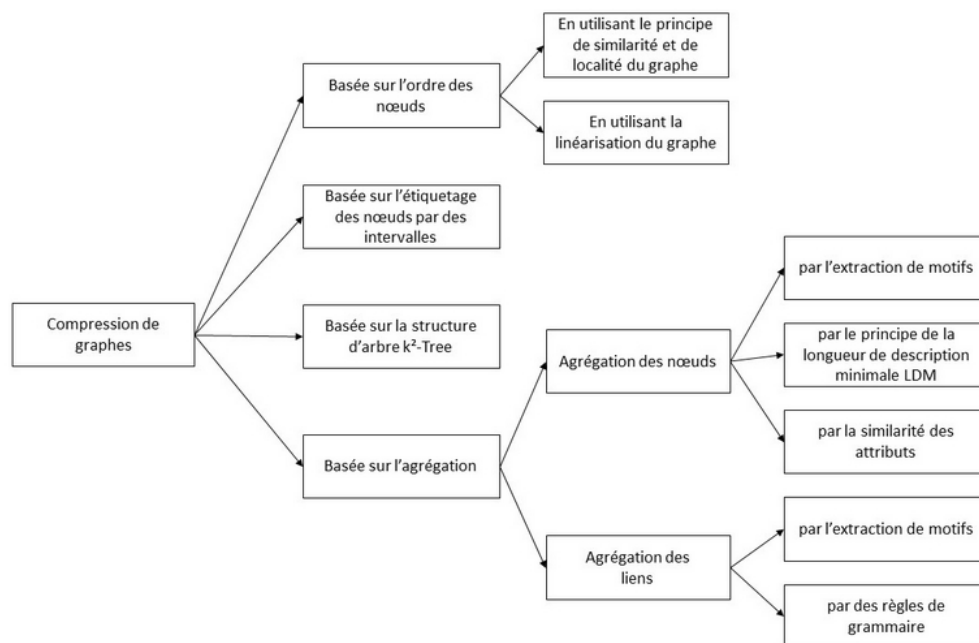 En utilisant le principe
de similarité et de
localité du graphe
Basée sur l'ordre des
nœuds
En utilisant la
linéarisation du graphe
Basée sur l'étiquetage
des nœuds par des
intervalles
par l'extraction de motifs
Compression de
graphes
Basée sur la structure
d'arbre k²-Tree
Agrégation des nœuds
par le principe de la
longueur de description
minimale LDM
par la similarité des
attributs
Basée sur l'agrégation
par l'extraction de motifs
Agrégation des
liens
par des règles de
grammaire